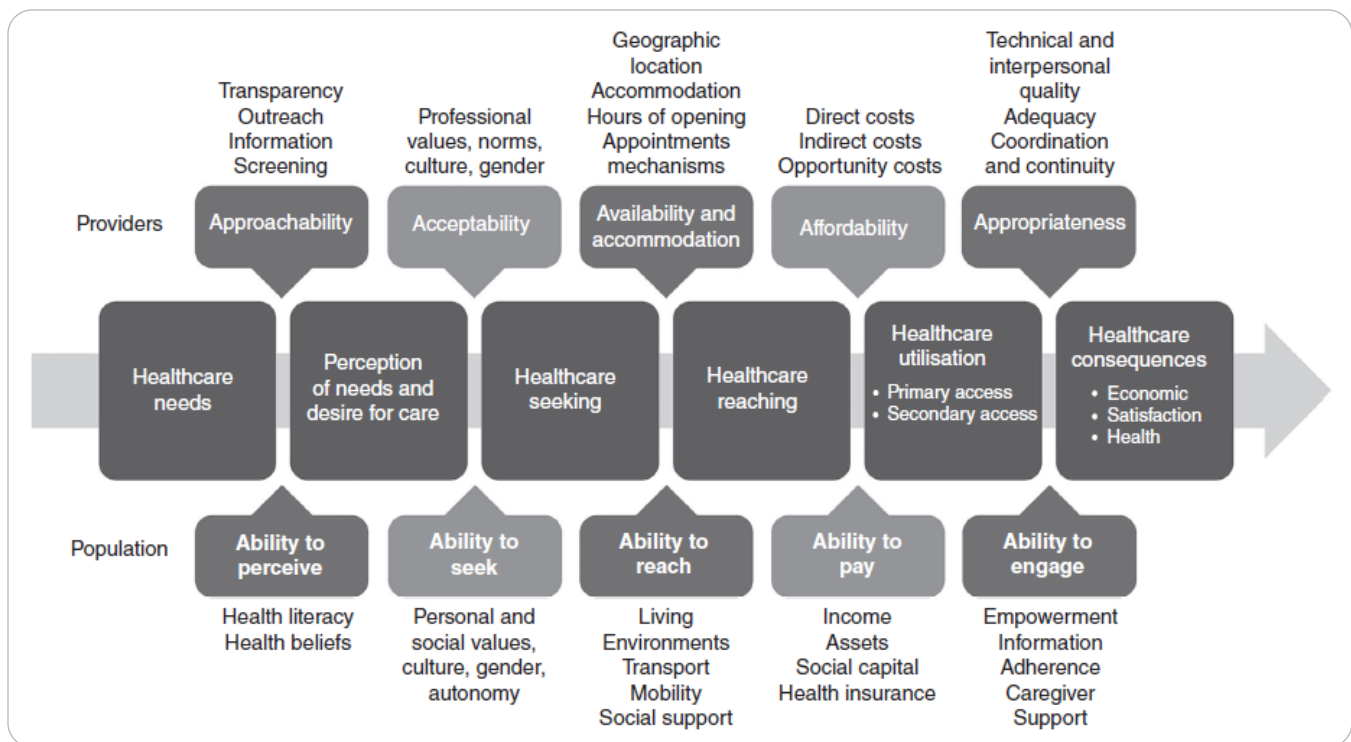 Transparency
Outreach
Information
Screening
Professional
values, norms,
culture, gender
Geographic
location
Accommodation
Hours of opening
Appointments
mechanisms
Direct costs
Indirect costs
Opportunity costs
Technical and
interpersonal
quality
Adequacy
Coordination
and continuity
Providers
Approachability
Acceptability
Availability and
accommodation
Affordability
Appropriateness
Healthcare
needs
Perception
of needs and
desire for care
Healthcare
seeking
Healthcare
reaching
Healthcare
utilisation
• Primary access
• Secondary access
Healthcare
consequences
• Economic
• Satisfaction
• Health
Population
Ability to
perceive
Ability to
seek
Ability to
reach
Ability to
pay
Ability to
engage
Health literacy
Health beliefs
Personal and
social values,
culture, gender,
autonomy
Living
Environments
Transport
Mobility
Social support
Income
Assets
Social capital
Health insurance
Empowerment
Information
Adherence
Caregiver
Support